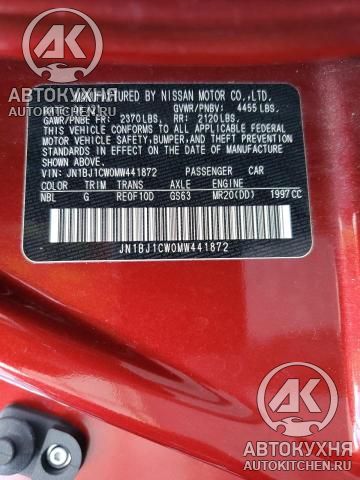 АВТОКУХНЯ
AUTOKITCHEN.RU
MANUFACTURED BY NISSAN MOTOR CO., LTD.
GVWR/PNBV: 4455 LBS.
GAWR/PNBE FR: 2370 LBS, RR: 2120 LBS.
THIS VEHICLE CONFORMS TO ALL APPLICABLE FEDERAL
MOTOR VEHICLE SAFETY, BUMPER, AND THEFT PREVENTION
STANDARDS IN EFFECT ON THE DATE OF MANUFACTURE
SHOWN ABOVE.
VIN: JN1BJ1CW0MW441872 PASSENGER CAR
COLOR TRIM TRANS AXLE ENGINE
NBL G RE0F10D GS63 MR20(DD) 1997CC
JN1BJ1CW0MW441872
АК
АВТОКУХНЯ
AUTOKITCHEN.RU